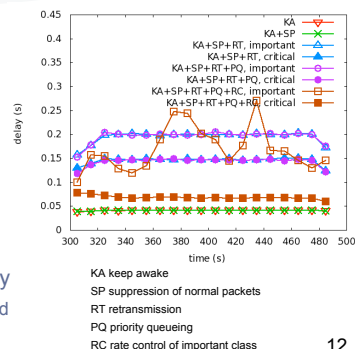 0.45
0.4
0.35
0.3
0.25
0.2
0.15
0.1
0.05
0
delay (s)
KA
KA+SP
KA+SP+RT, important
KA+SP+RT, critical
KA+SP+RT+PQ, important
KA+SP+RT+PQ, critical
KA+SP+RT+PQ+RC, important
KA+SP+RT+PQ+RC, critical
300 320 340 360 380 400 420 440 460 480 500
time (s)
y
d
KA keep awake
SP suppression of normal packets
RT retransmission
PQ priority queueing
RC rate control of important class
12